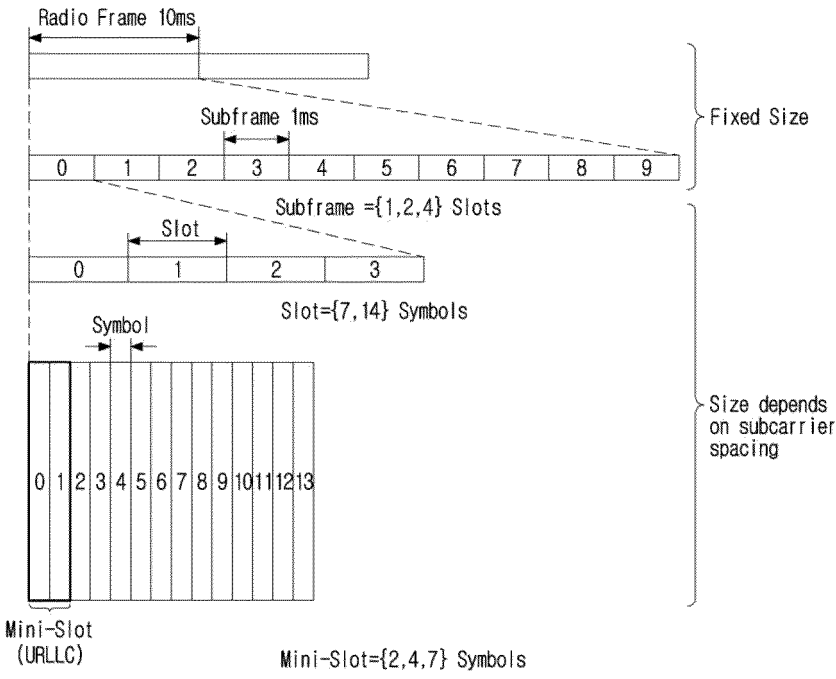 Radio Frame 10ms
Fixed Size
Subframe 1ms
0 1 2 3 4 5 6 7 8 9
Subframe ={1,2,4} Slots
Slot
0 1 2 3
Slot={7,14} Symbols
Symbol
Size depends
on subcarrier
spacing
0 1 2 3 4 5 6 7 8 9 10 11 12 13
Mini-Slot
(URLLC)
Mini-Slot={2,4,7} Symbols